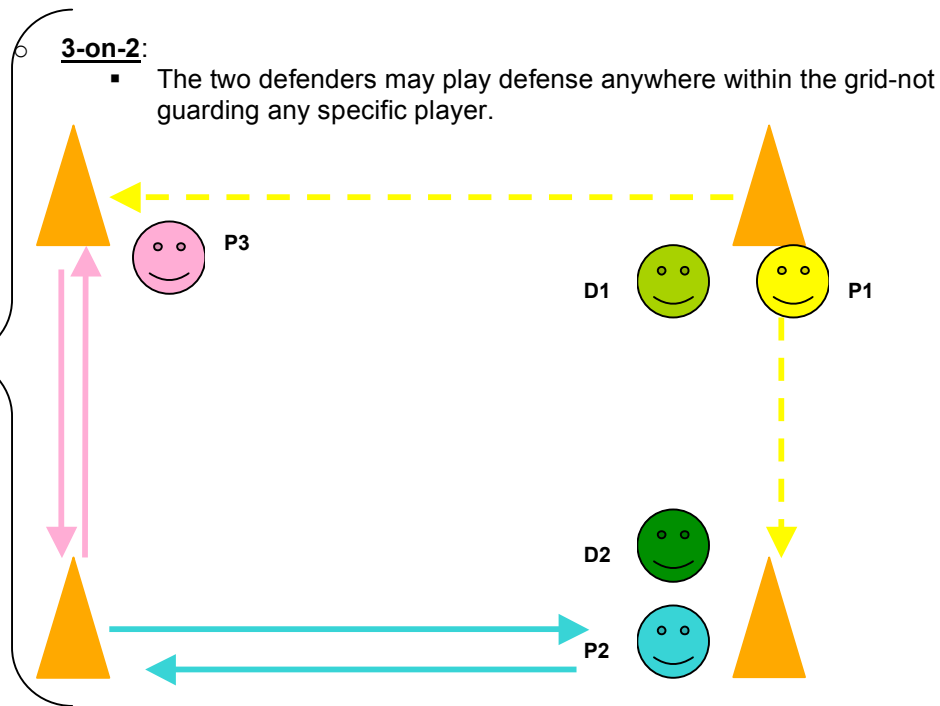 ○ 3-on-2:
▪ The two defenders may play defense anywhere within the grid-not
guarding any specific player.
P3
D1
P1
D2
P2